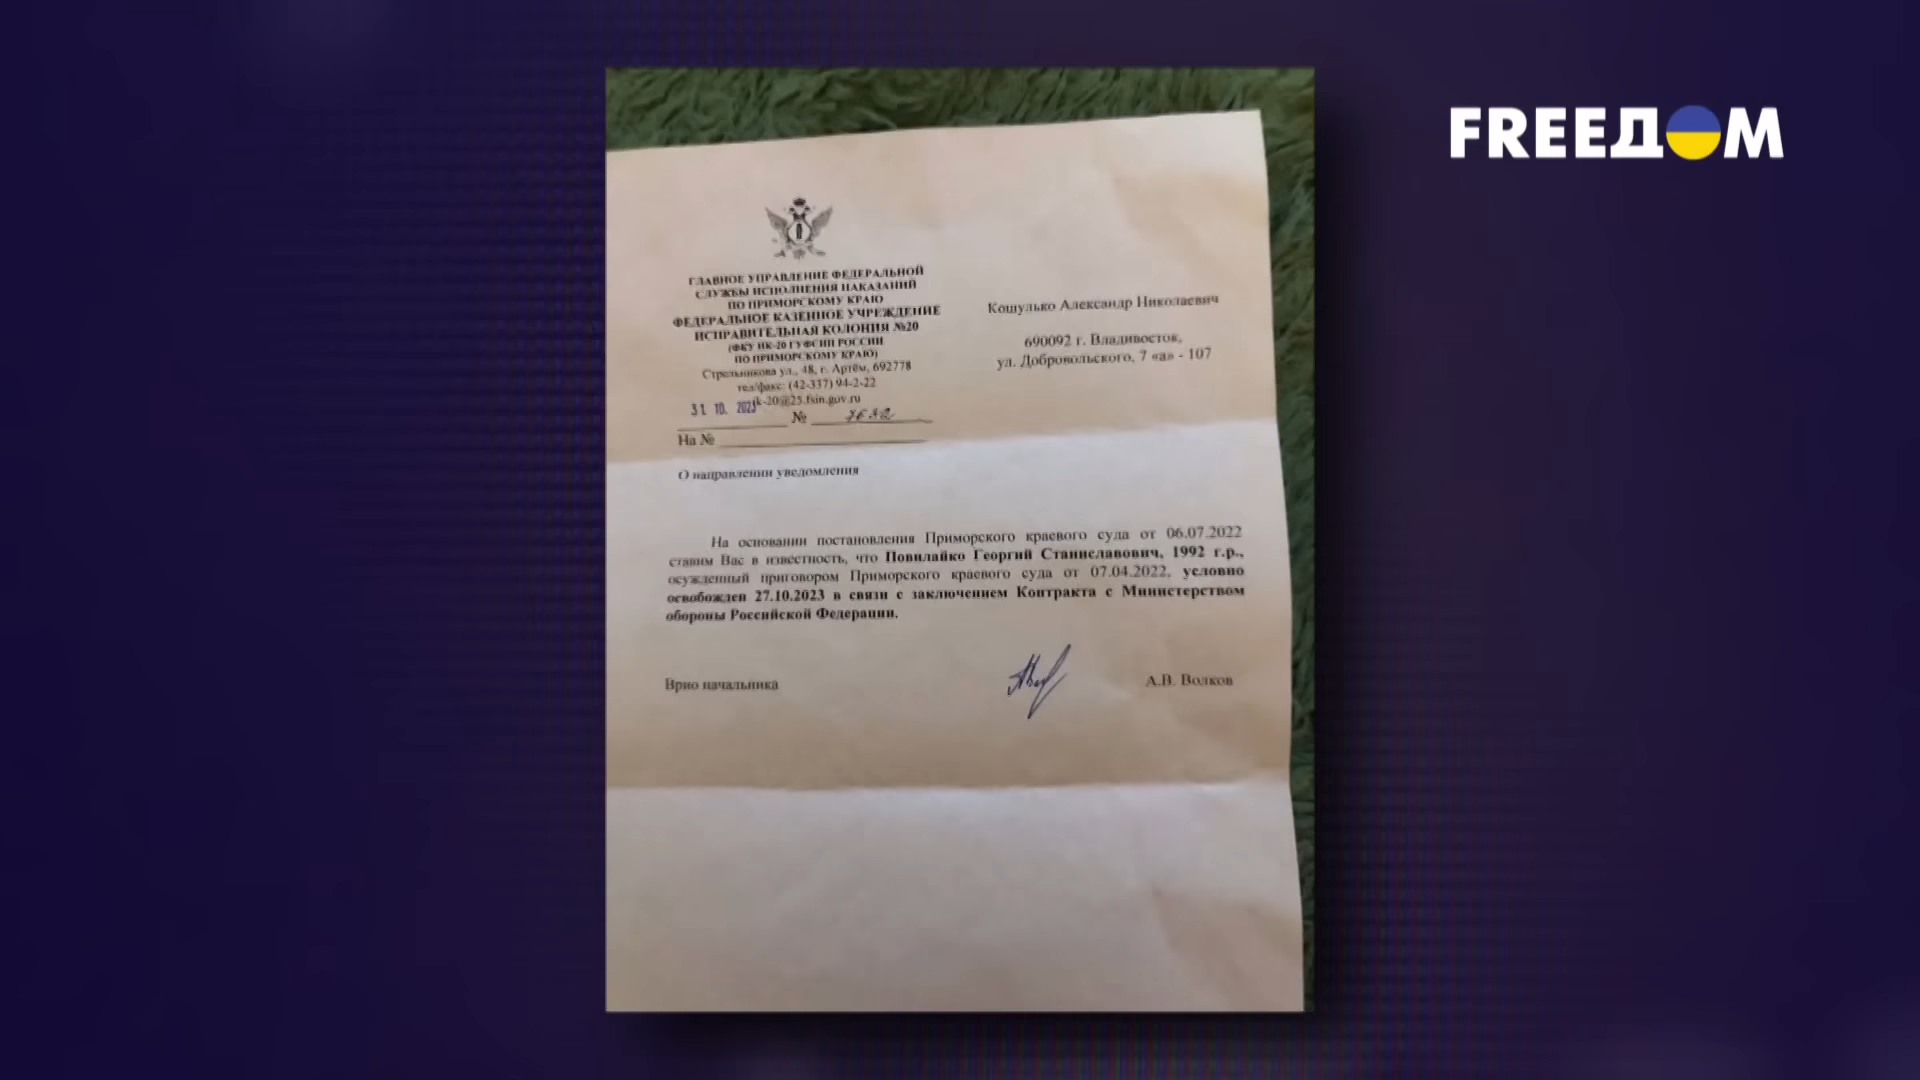 FREEДOM
ГЛАВНОЕ УПРАВЛЕНИЕ ФЕДЕРАЛЬНОЙ
СЛУЖБЫ ИСПОЛНЕНИЯ НАКАЗАНИЙ
ПО ПРИМОРСКОМУ КРАЮ
ФЕДЕРАЛЬНОЕ КАЗЕННОЕ УЧРЕЖДЕНИЕ
ИСПРАВИТЕЛЬНАЯ КОЛОНИЯ №20
(ФКУ ИК-20 ГУФСИН РОССИИ
ПО ПРИМОРСКОМУ КРАЮ)
Стрельникова ул., 48, г. Артём, 692778
тел/факс: (42-337) 94-2-22
ik-20@25.fsin.gov.ru
31 10. 2023 №
На №
Кошулько Александр Николаевич
690092 г. Владивосток,
ул. Добровольского, 7 «а» - 107
О направлении уведомления
На основании постановления Приморского краевого суда от 06.07.2022
ставим Вас в известность, что Повилайко Георгий Станиславович, 1992 г.р.,
осужденный приговором Приморского краевого суда от 07.04.2022, условно
освобожден 27.10.2023 в связи с заключением Контракта с Министерством
обороны Российской Федерации.
Врио начальника А.В. Волков